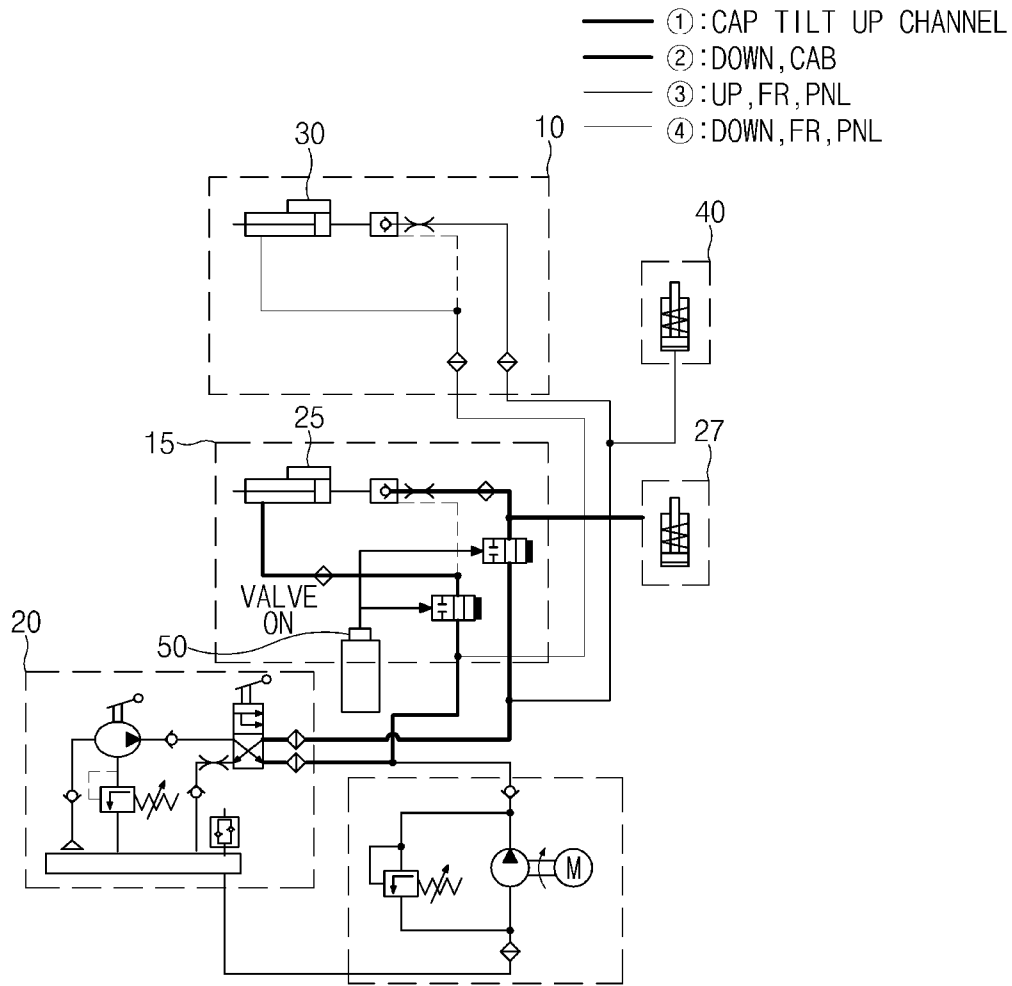 ①:CAP TILT UP CHANNEL
②:DOWN,CAB
③:UP,FR,PNL
④:DOWN,FR,PNL
10
30
40
25
15
27
VALVE
ON
20
50
M